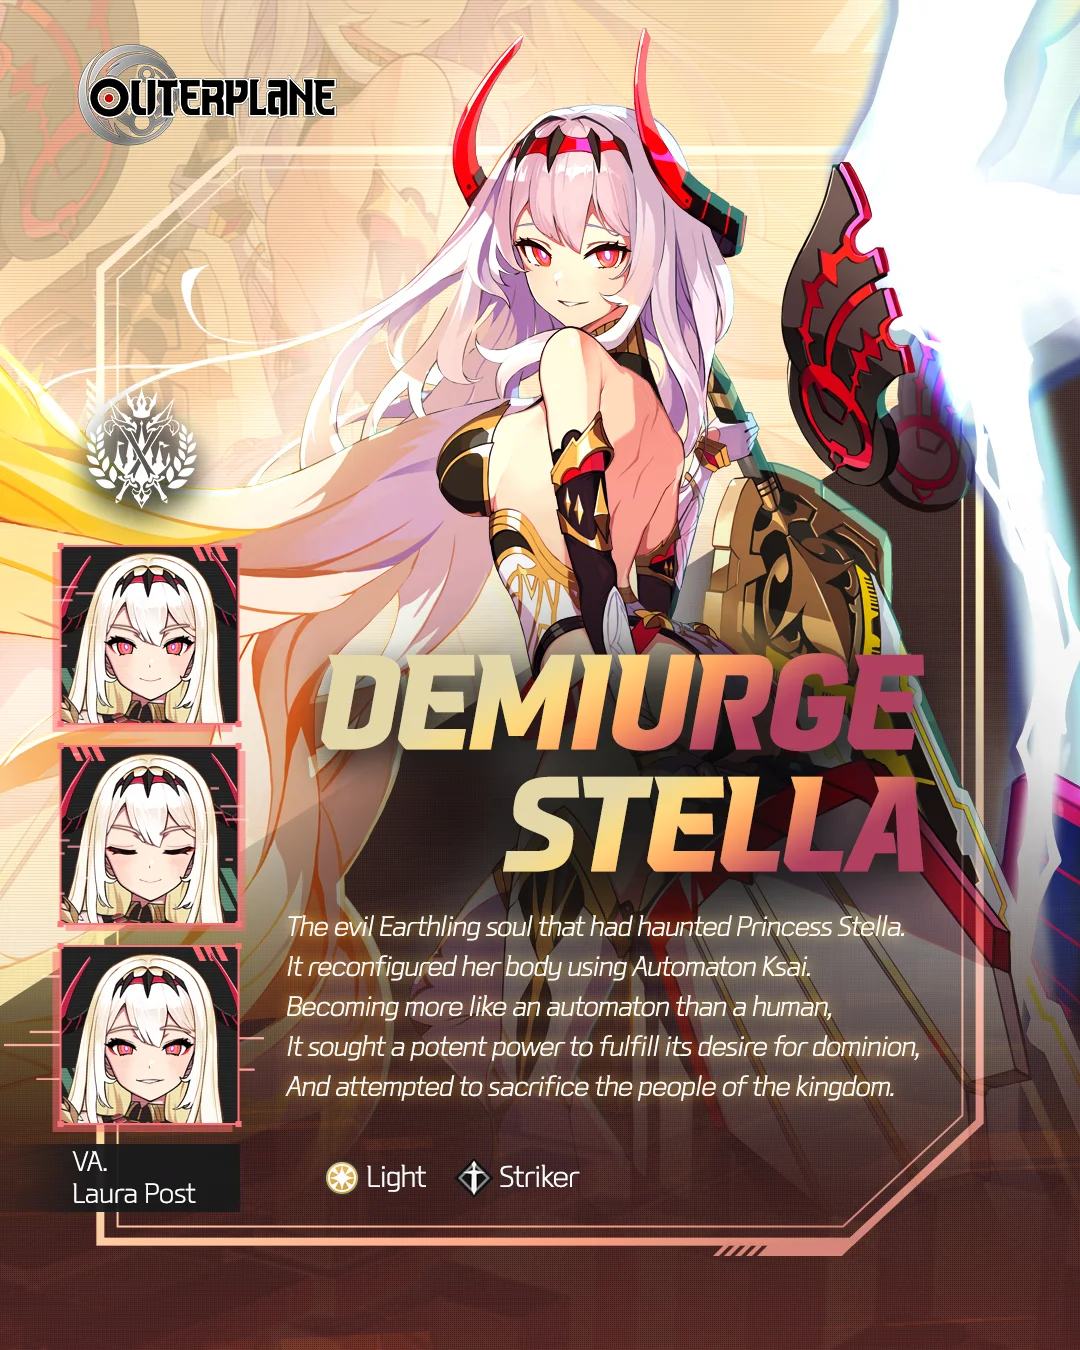 OUTERPLANE
DEMIURGE
STELLA
The evil Earthling soul that had haunted Princess Stella.
It reconfigured her body using Automaton Ksai.
Becoming more like an automaton than a human,
It sought a potent power to fulfill its desire for dominion,
And attempted to sacrifice the people of the kingdom.
VA.
Laura Post
Light Striker